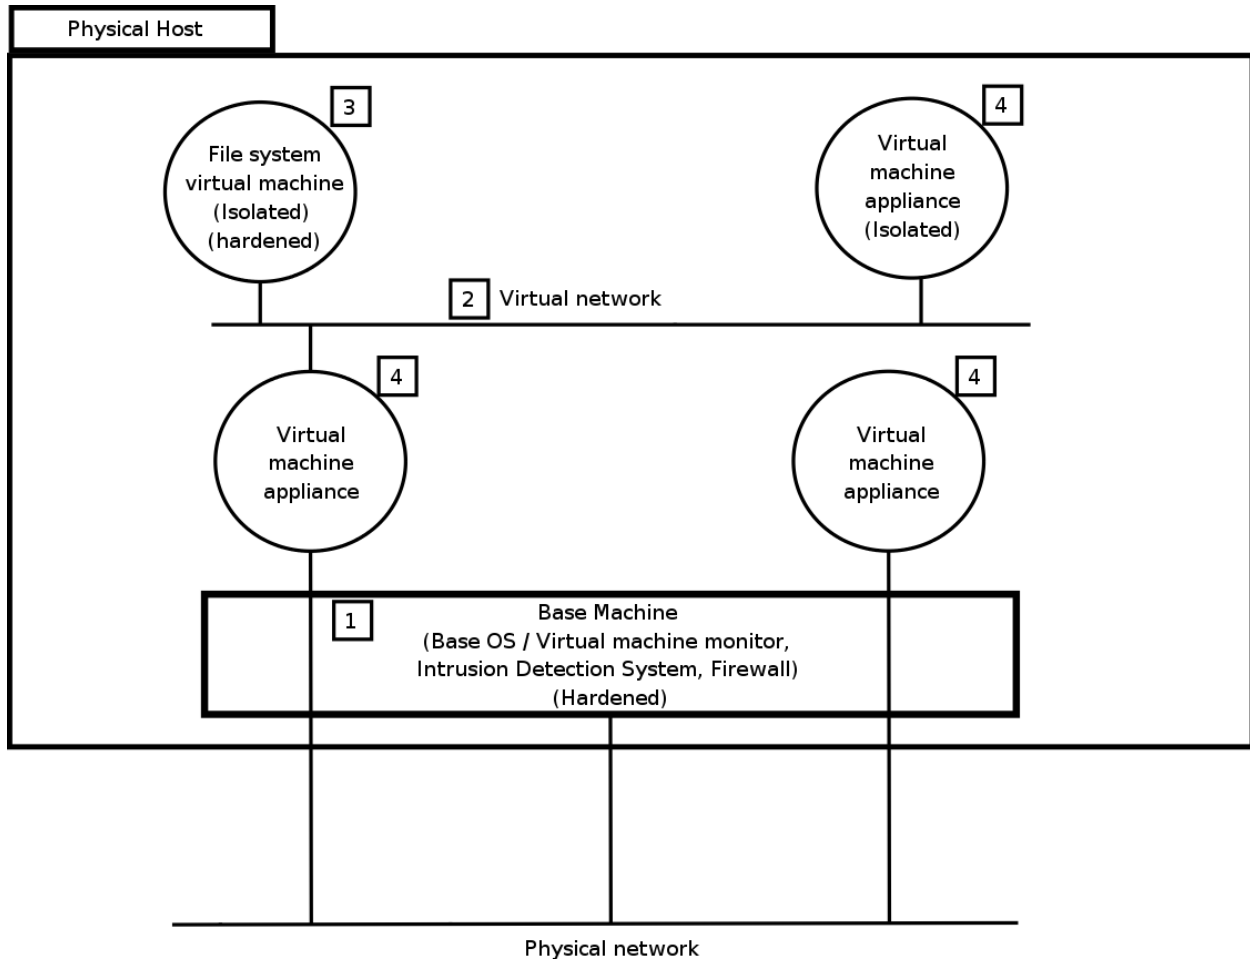 Physical Host
3
File system
virtual machine
(Isolated)
(hardened)
4
Virtual
machine
appliance
(Isolated)
2
Virtual network
4
Virtual
machine
appliance
4
Virtual
machine
appliance
1
Base Machine
(Base OS / Virtual machine monitor,
Intrusion Detection System, Firewall)
(Hardened)
Physical network